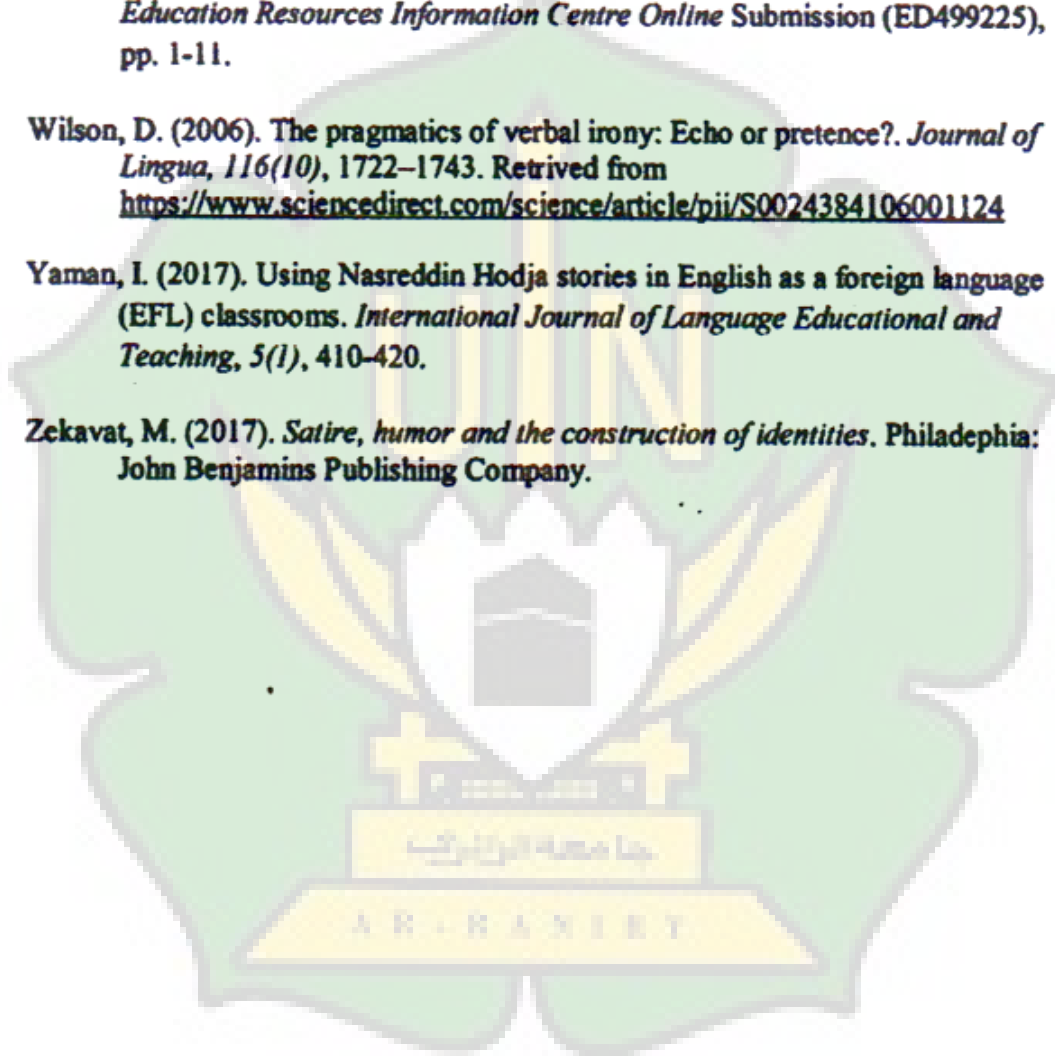 Education Resources Information Centre Online Submission (ED499225),
pp. 1-11.
Wilson, D. (2006). The pragmatics of verbal irony: Echo or pretence?. Journal of
Lingua, 116(10), 1722–1743. Retrived from
https://www.sciencedirect.com/science/article/pii/S0024384106001124
Yaman, I. (2017). Using Nasreddin Hodja stories in English as a foreign language
(EFL) classrooms. International Journal of Language Educational and
Teaching, 5(1), 410-420.
Zekavat, M. (2017). Satire, humor and the construction of identities. Philadephia:
John Benjamins Publishing Company.
UIN
جامعة الرانري
AR-RANIRY